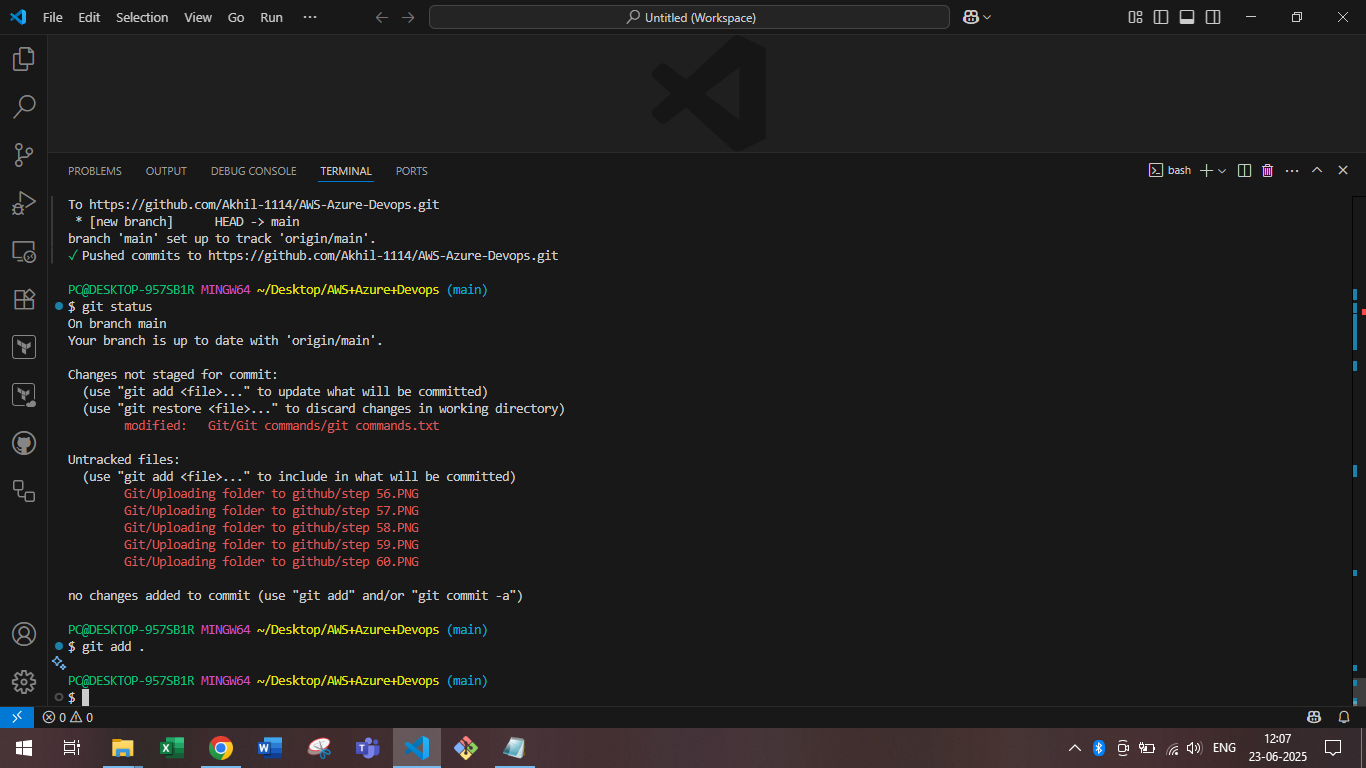 File Edit Selection View Go Run ···
Untitled (Workspace)
PROBLEMS OUTPUT DEBUG CONSOLE TERMINAL PORTS
bash
To https://github.com/Akhil-1114/AWS-Azure-Devops.git
* [new branch] HEAD -> main
branch 'main' set up to track 'origin/main'.
✓ Pushed commits to https://github.com/Akhil-1114/AWS-Azure-Devops.git
PC@DESKTOP-957SB1R MINGW64 ~/Desktop/AWS+Azure+Devops (main)
$ git status
On branch main
Your branch is up to date with 'origin/main'.
Changes not staged for commit:
(use "git add <file>..." to update what will be committed)
(use "git restore <file>..." to discard changes in working directory)
modified: Git/Git commands/git commands.txt
Untracked files:
(use "git add <file>..." to include in what will be committed)
Git/Uploading folder to github/step 56.PNG
Git/Uploading folder to github/step 57.PNG
Git/Uploading folder to github/step 58.PNG
Git/Uploading folder to github/step 59.PNG
Git/Uploading folder to github/step 60.PNG
no changes added to commit (use "git add" and/or "git commit -a")
PC@DESKTOP-957SB1R MINGW64 ~/Desktop/AWS+Azure+Devops (main)
$ git add .
PC@DESKTOP-957SB1R MINGW64 ~/Desktop/AWS+Azure+Devops (main)
$
0 0
ENG
12:07
23-06-2025